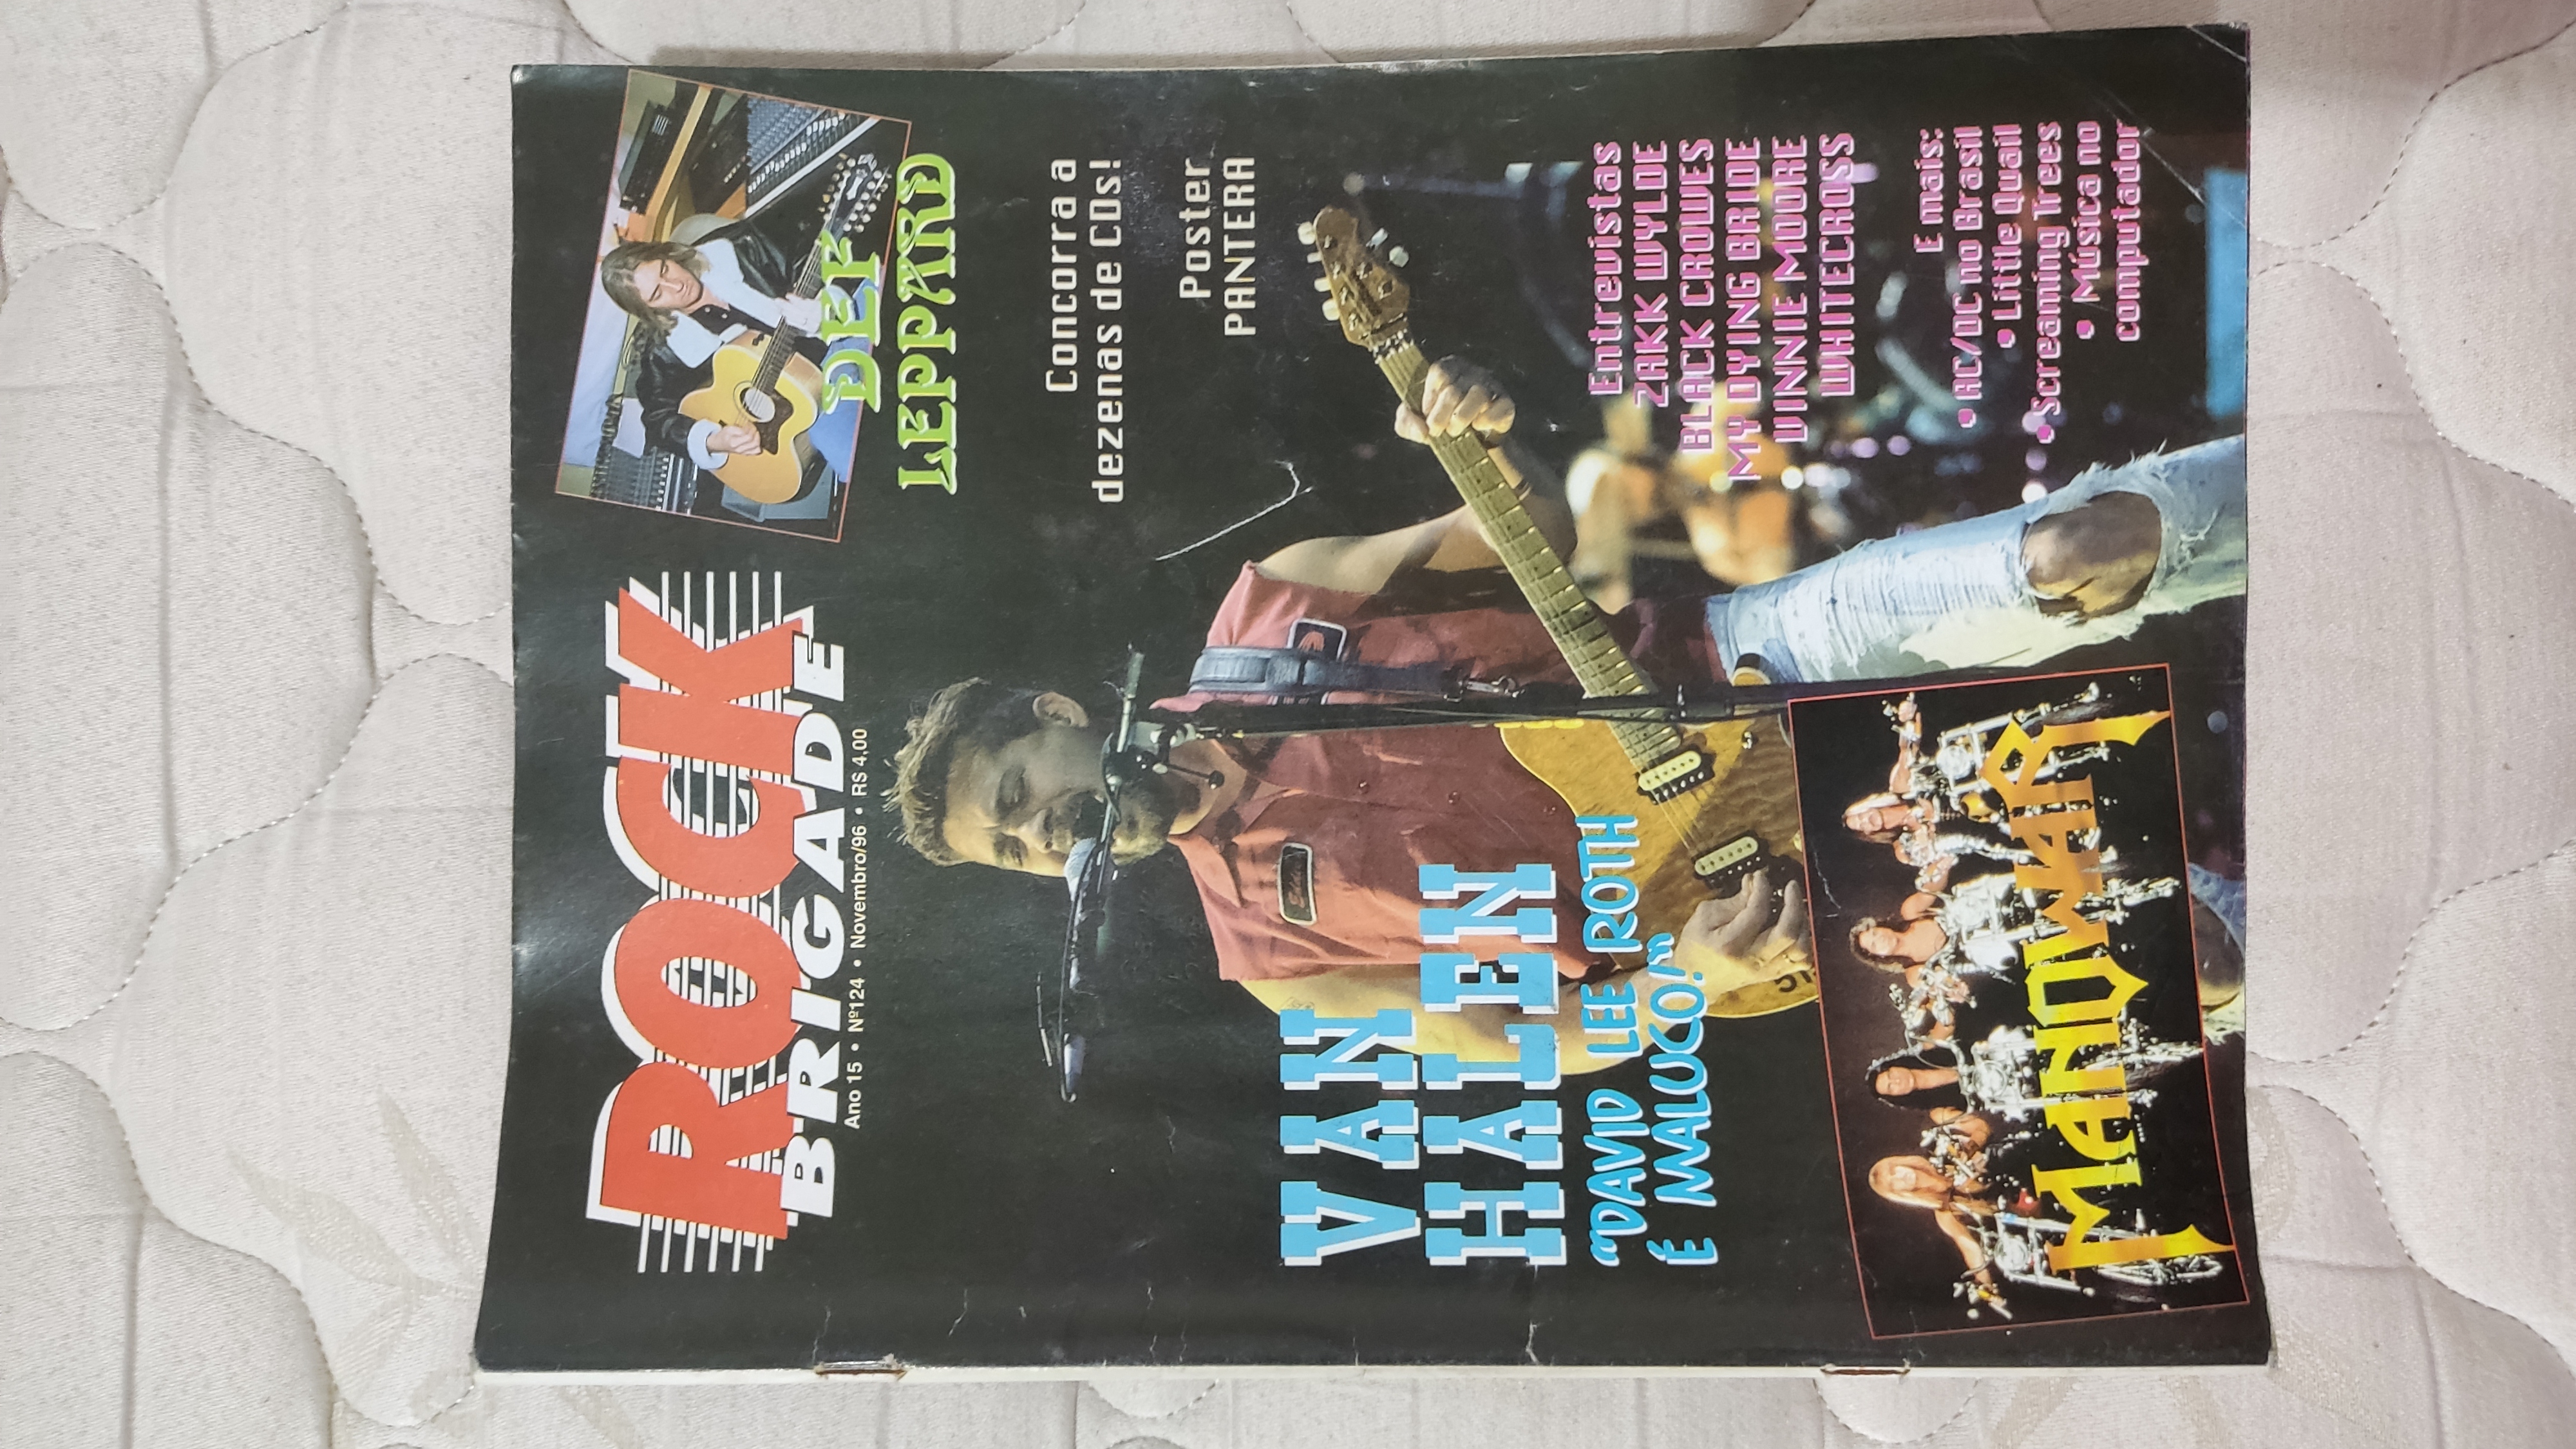 ROCK
BRIGADE
Ano 15 • Nº124 • Novembro/96 • R$ 4,00
DEF
LEPPARD
Concorra a
dezenas de CDs!
Poster
PANTERA
Eddie
VAN
HALEN
"DAVID LEE ROTH
É MALUCO!"
Entrevistas
ZAKK WYLDE
BLACK CROWES
MY DYING BRIDE
VINNIE MOORE
WHITECROSS
E mais:
• AC/DC no Brasil
• Little Quail
• Screaming Trees
• Música no
computador
MANOWAR